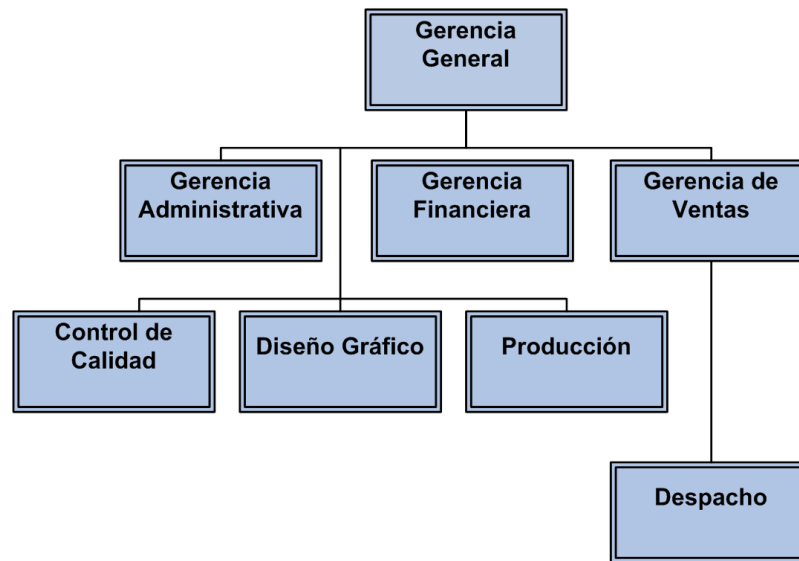 Gerencia
General
Gerencia
Administrativa
Gerencia
Financiera
Gerencia de
Ventas
Control de
Calidad
Diseño Gráfico
Producción
Despacho